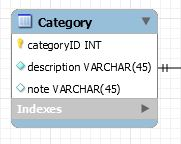 Category
categoryID INT
description VARCHAR(45)
note VARCHAR(45)
Indexes